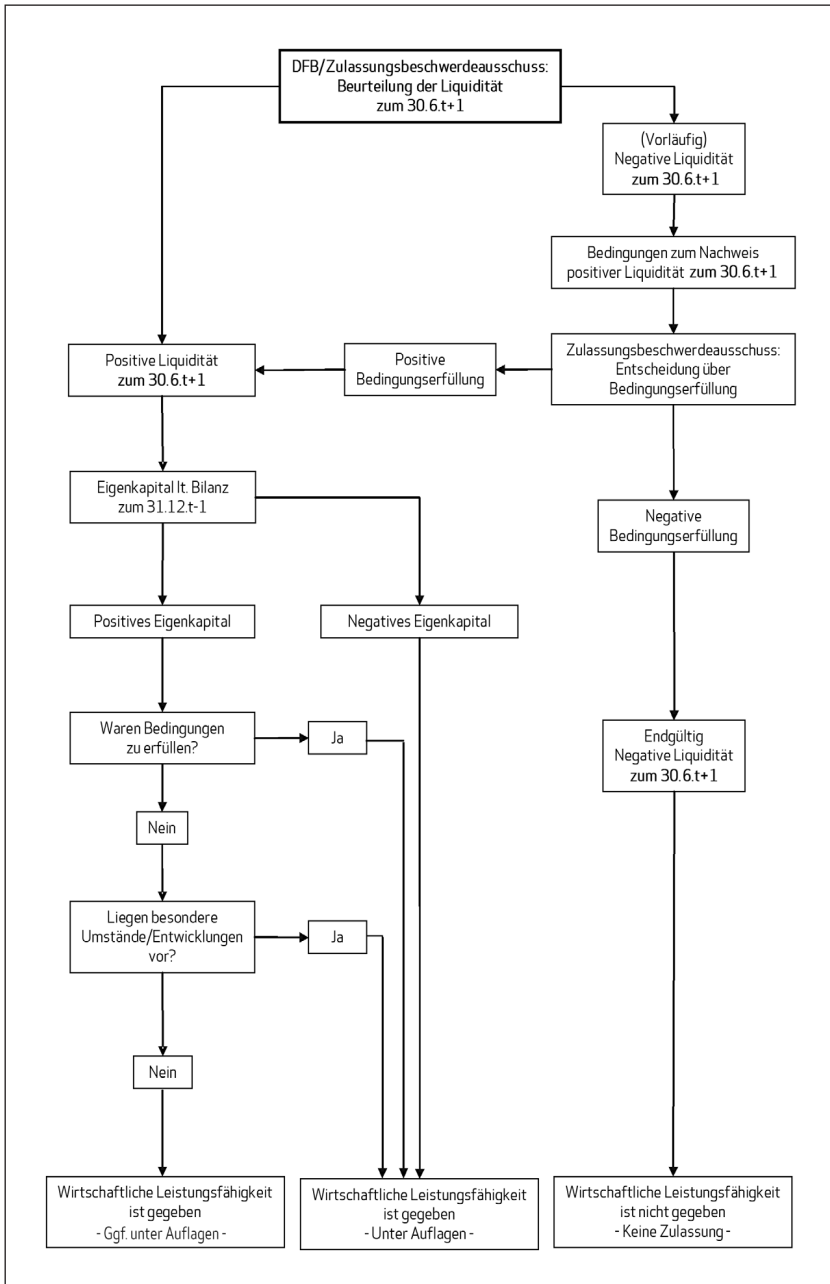 DFB/Zulassungsbeschwerdeausschuss:
Beurteilung der Liquidität
zum 30.6.t+1
(Vorläufig)
Negative Liquidität
zum 30.6.t+1
Bedingungen zum Nachweis
positiver Liquidität zum 30.6.t+1
Positive Liquidität
zum 30.6.t+1
Positive
Bedingungserfüllung
Zulassungsbeschwerdeausschuss:
Entscheidung über
Bedingungserfüllung
Eigenkapital lt. Bilanz
zum 31.12.t-1
Negative
Bedingungserfüllung
Positives Eigenkapital
Negatives Eigenkapital
Waren Bedingungen
zu erfüllen?
Ja
Endgültig
Negative Liquidität
zum 30.6.t+1
Nein
Liegen besondere
Umstände/Entwicklungen
vor?
Ja
Nein
Wirtschaftliche Leistungsfähigkeit
ist gegeben
- Ggf. unter Auflagen -
Wirtschaftliche Leistungsfähigkeit
ist gegeben
- Unter Auflagen -
Wirtschaftliche Leistungsfähigkeit
ist nicht gegeben
- Keine Zulassung -